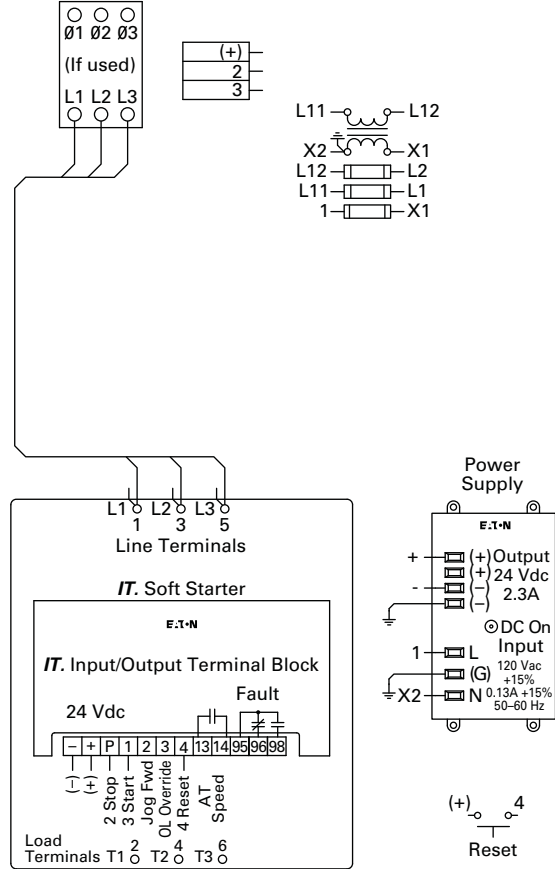 Ø1 Ø2 Ø3
(If used)
L1 L2 L3
(+)
2
3
L11 L12
X2 X1
L12 L2
L11 L1
1 X1
L1 L2 L3
1 3 5
Line Terminals
IT. Soft Starter
E·T·N
IT. Input/Output Terminal Block
Fault
24 Vdc
– + P 1 2 3 4 13 14 95 96 98
(–)
(+)
2 Stop
3 Start
Jog Fwd
OL Override
4 Reset
AT
Speed
Load
Terminals T1 2 T2 4 T3 6
Power
Supply
E·T·N
+ (+) Output
(+) 24 Vdc
- (–) 2.3A
(–)
DC On
Input
1 L 120 Vac
(G) +15%
X2 N 0.13A +15%
50–60 Hz
(+) 4
Reset